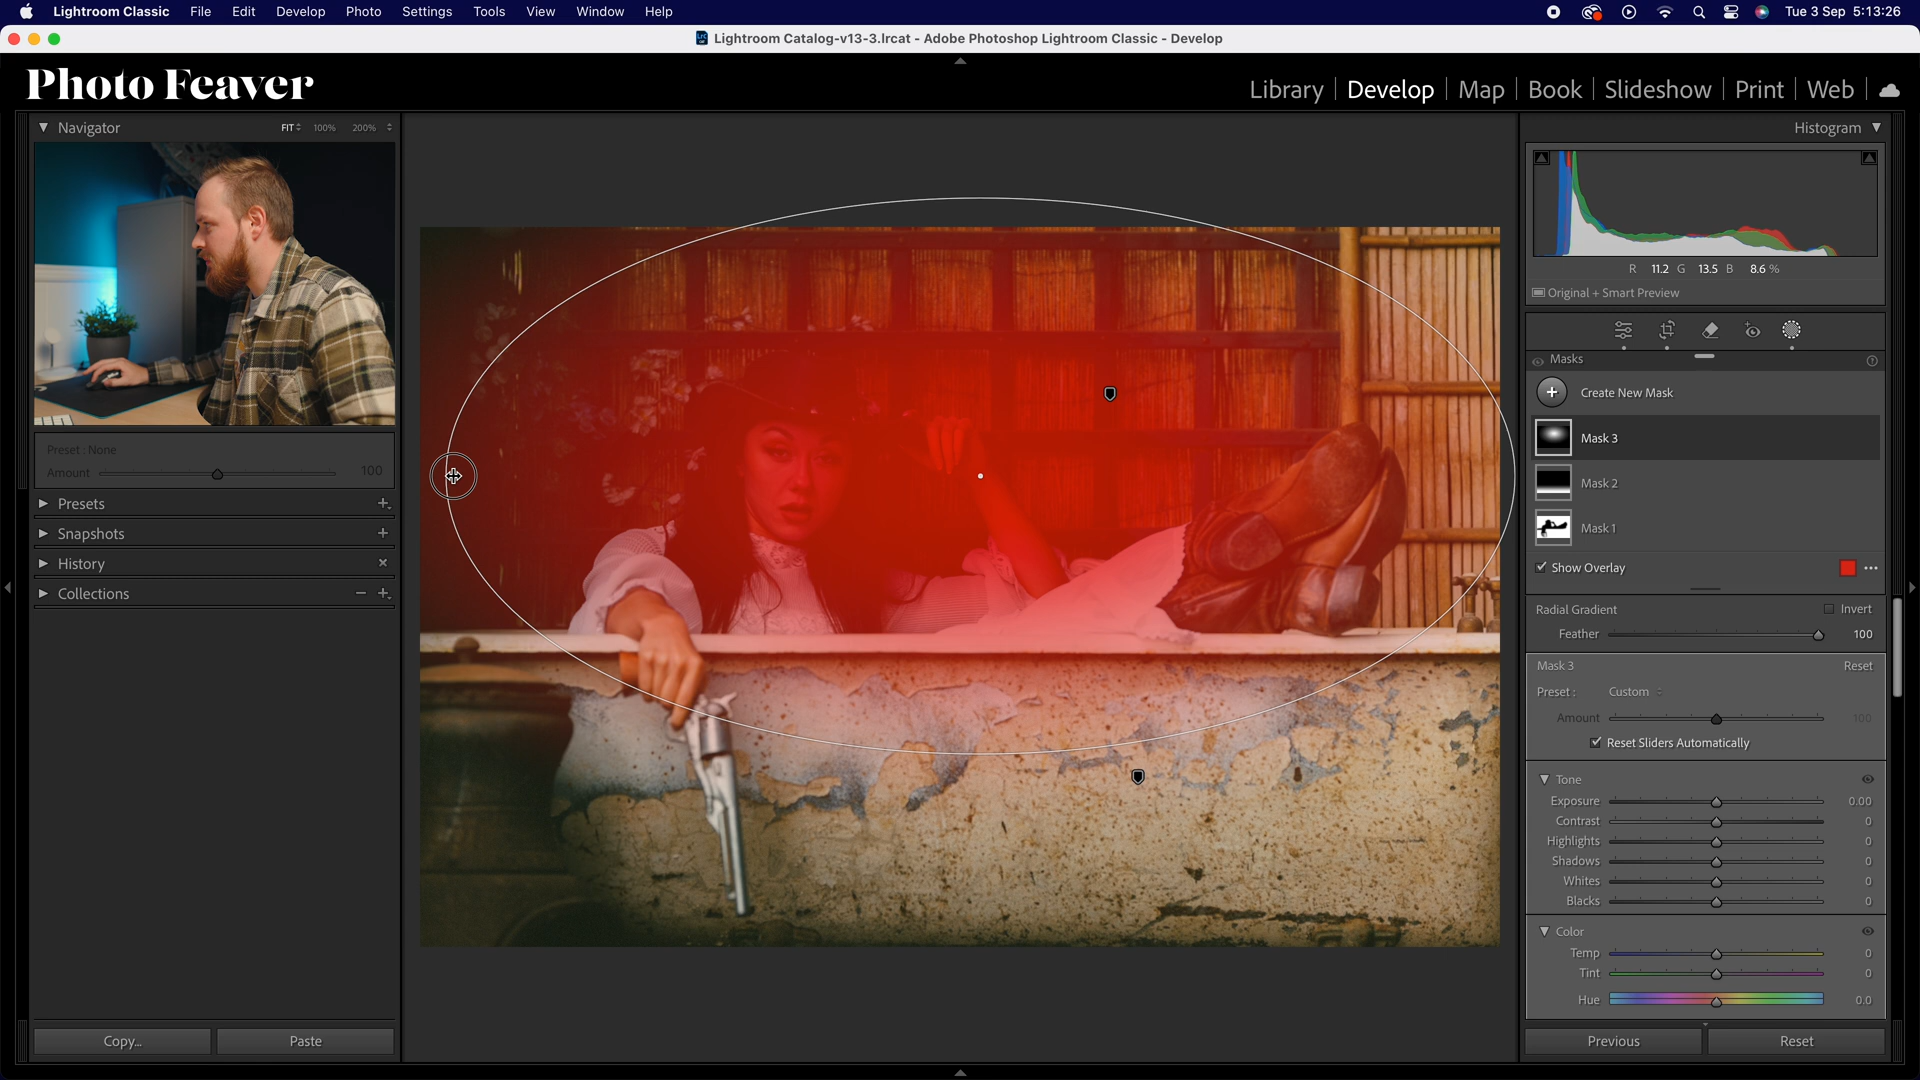 Lightroom Classic File Edit Develop Photo Settings Tools View Window Help Tue 3 Sep 5:13:26
Lightroom Catalog-v13-3.lrcat - Adobe Photoshop Lightroom Classic - Develop
Photo Feaver
Library Develop Map Book Slideshow Print Web
Navigator FIT 100% 200%
Preset : None
Amount 100
Presets
Snapshots
History
Collections
Copy... Paste
Histogram
R 11.2 G 13.5 B 8.6 %
Original + Smart Preview
Masks
Create New Mask
Mask 3
Mask 2
Mask 1
Show Overlay
Radial Gradient Invert
Feather 100
Mask 3 Reset
Preset : Custom
Amount 100
Reset Sliders Automatically
Tone
Exposure 0.00
Contrast 0
Highlights 0
Shadows 0
Whites 0
Blacks 0
Color
Temp 0
Tint 0
Hue 0.0
Previous Reset